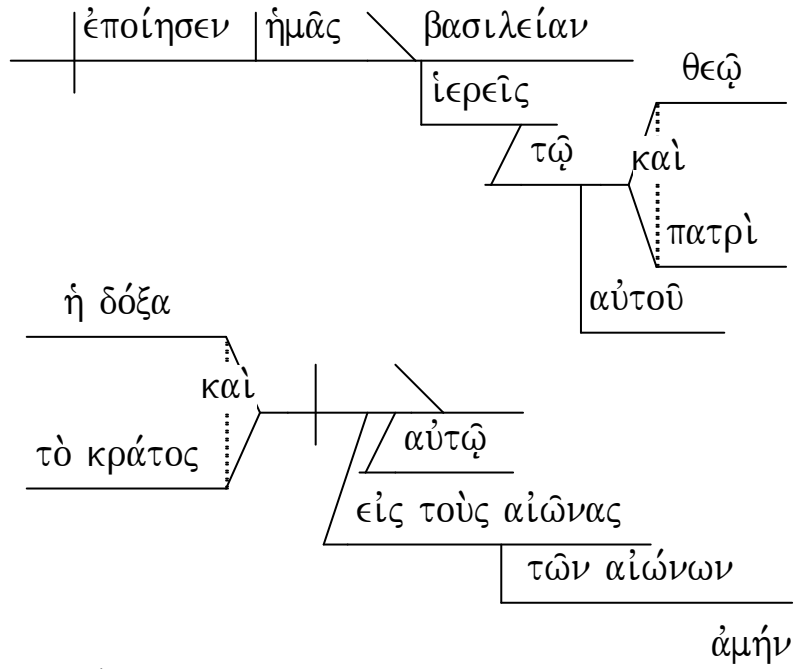 ἐποίησεν ἡμᾶς βασιλείαν
ἱερεῖς
θεῷ
τῷ
καὶ
πατρὶ
αὐτοῦ
ἡ δόξα
καὶ
τὸ κράτος
αὐτῷ
εἰς τοὺς αἰῶνας
τῶν αἰώνων
ἀμήν